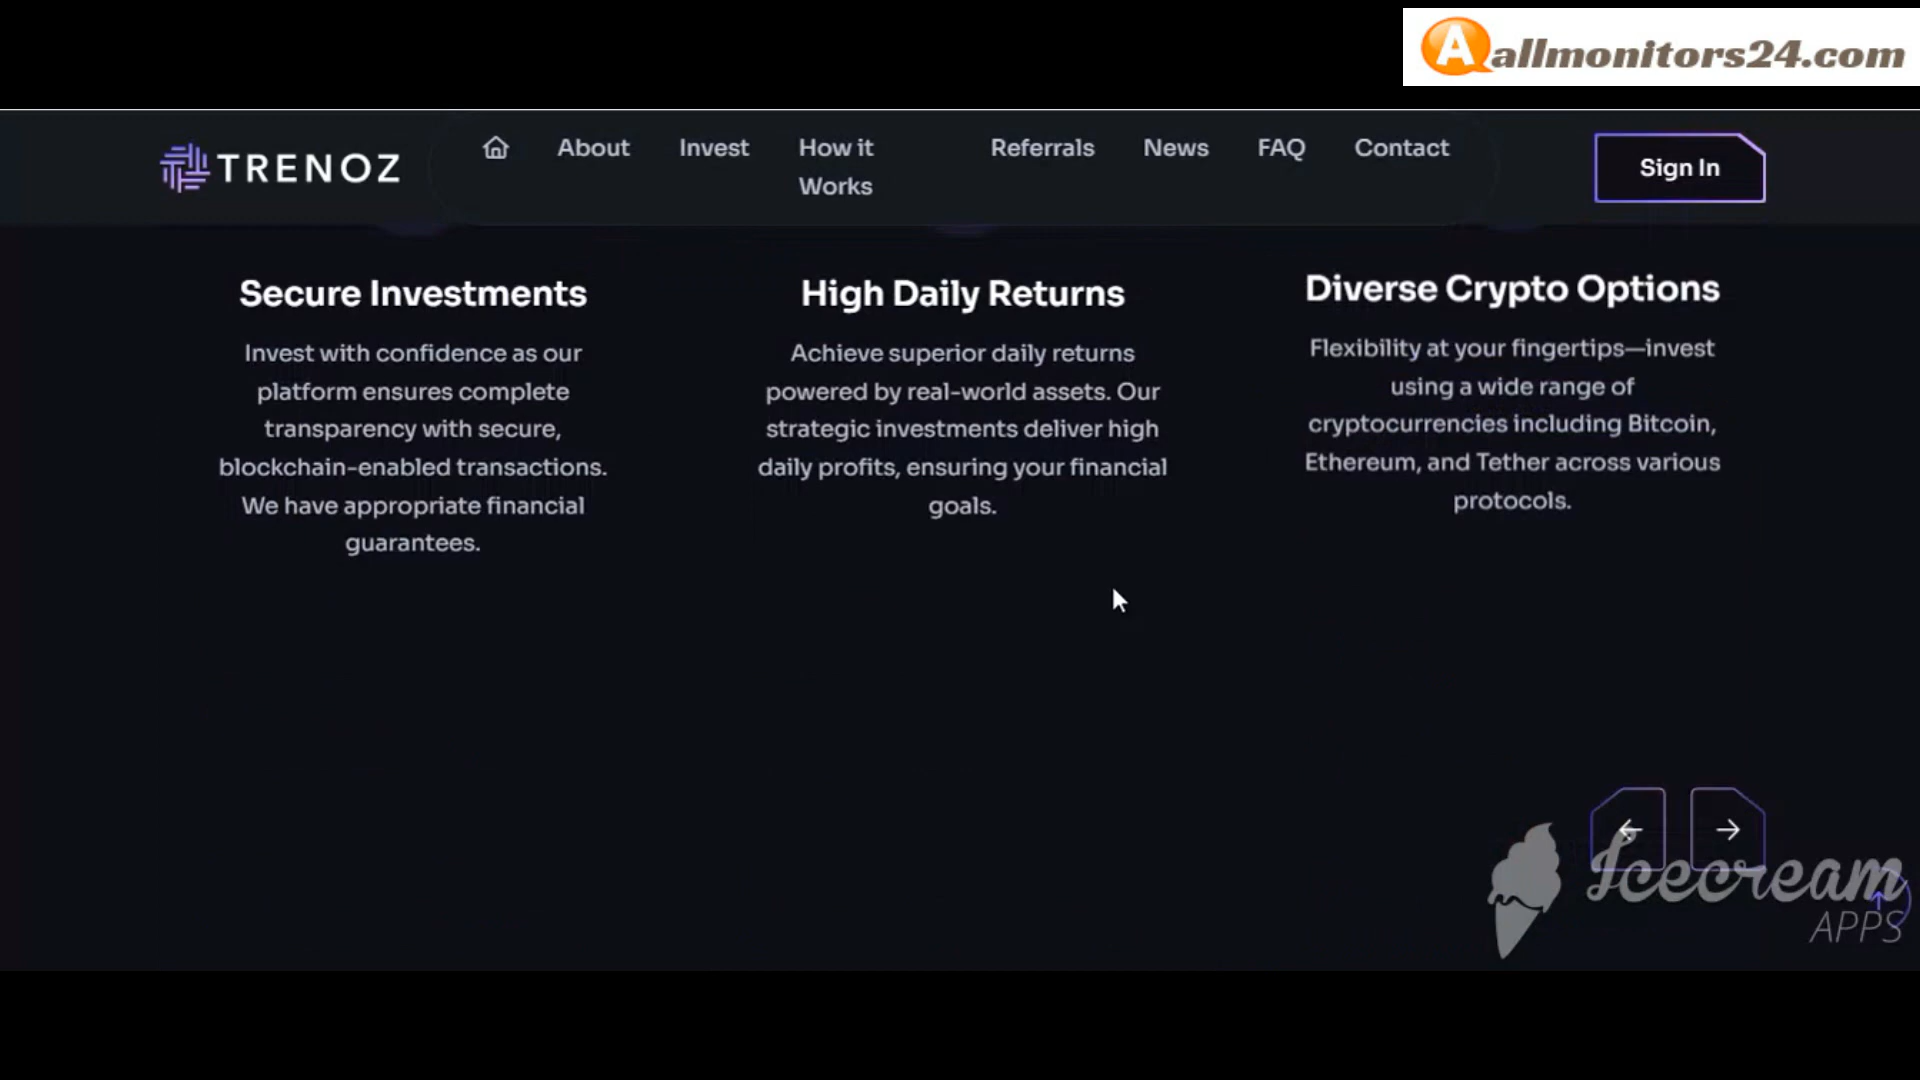 Aallmonitors24.com
TRENOZ
About Invest How it Works Referrals News FAQ Contact
Sign In
Secure Investments
Invest with confidence as our
platform ensures complete
transparency with secure,
blockchain-enabled transactions.
We have appropriate financial
guarantees.
High Daily Returns
Achieve superior daily returns
powered by real-world assets. Our
strategic investments deliver high
daily profits, ensuring your financial
goals.
Diverse Crypto Options
Flexibility at your fingertips—invest
using a wide range of
cryptocurrencies including Bitcoin,
Ethereum, and Tether across various
protocols.
Icecream
APPS